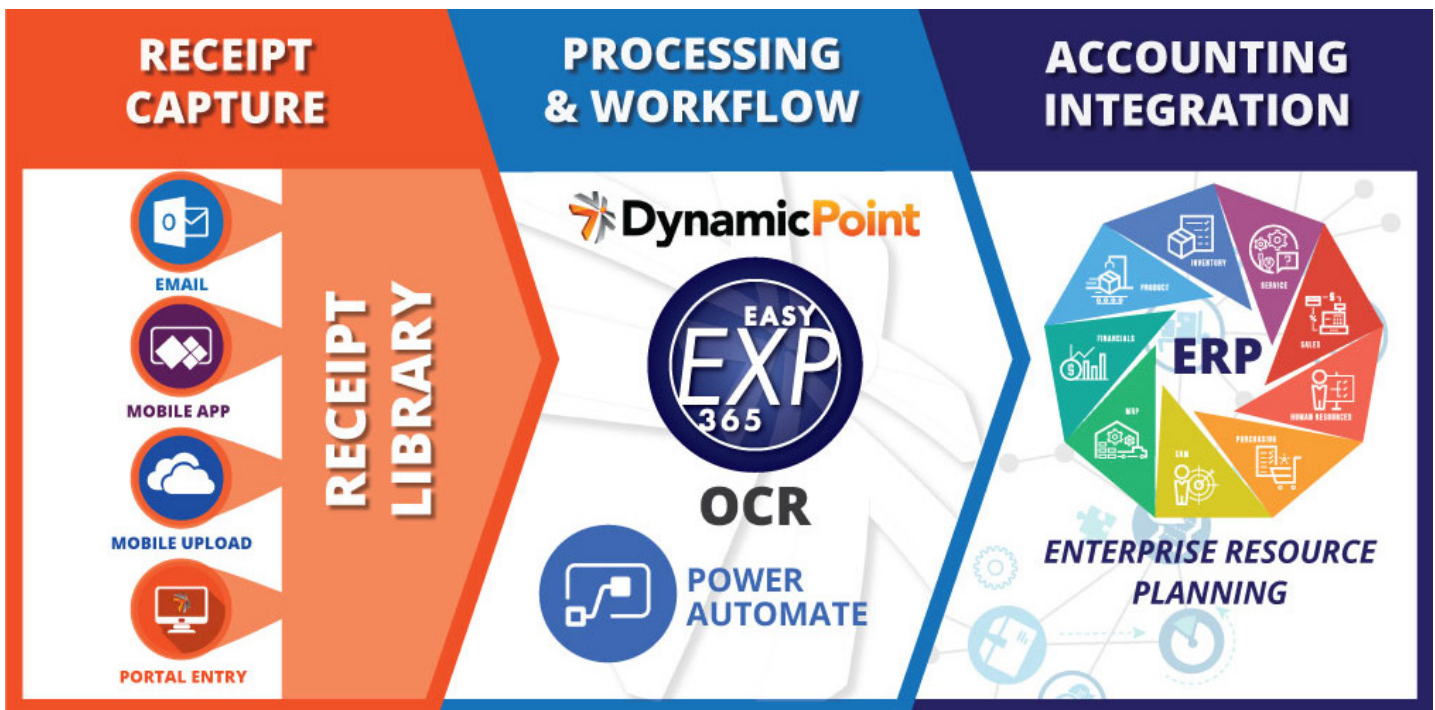 RECEIPT
CAPTURE
EMAIL
MOBILE APP
MOBILE UPLOAD
PORTAL ENTRY
RECEIPT
LIBRARY
PROCESSING
& WORKFLOW
DynamicPoint
EASY
EXP
365
OCR
POWER
AUTOMATE
ACCOUNTING
INTEGRATION
INVENTORY
SERVICE
PRODUCT
SALES
FINANCIALS
ERP
HUMAN RESOURCES
MRP
PURCHASING
CRM
ENTERPRISE RESOURCE
PLANNING